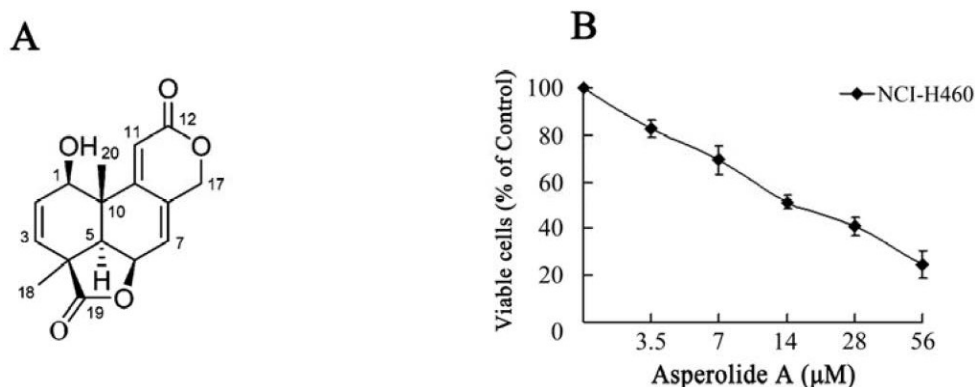 A
O
12
OH
20
11
O
1
17
10
3
5
7
H
18
O
19
O
B
Viable cells (% of Control)
100
80
60
40
20
0
NCI-H460
3.5 7 14 28 56
Asperolide A (μM)